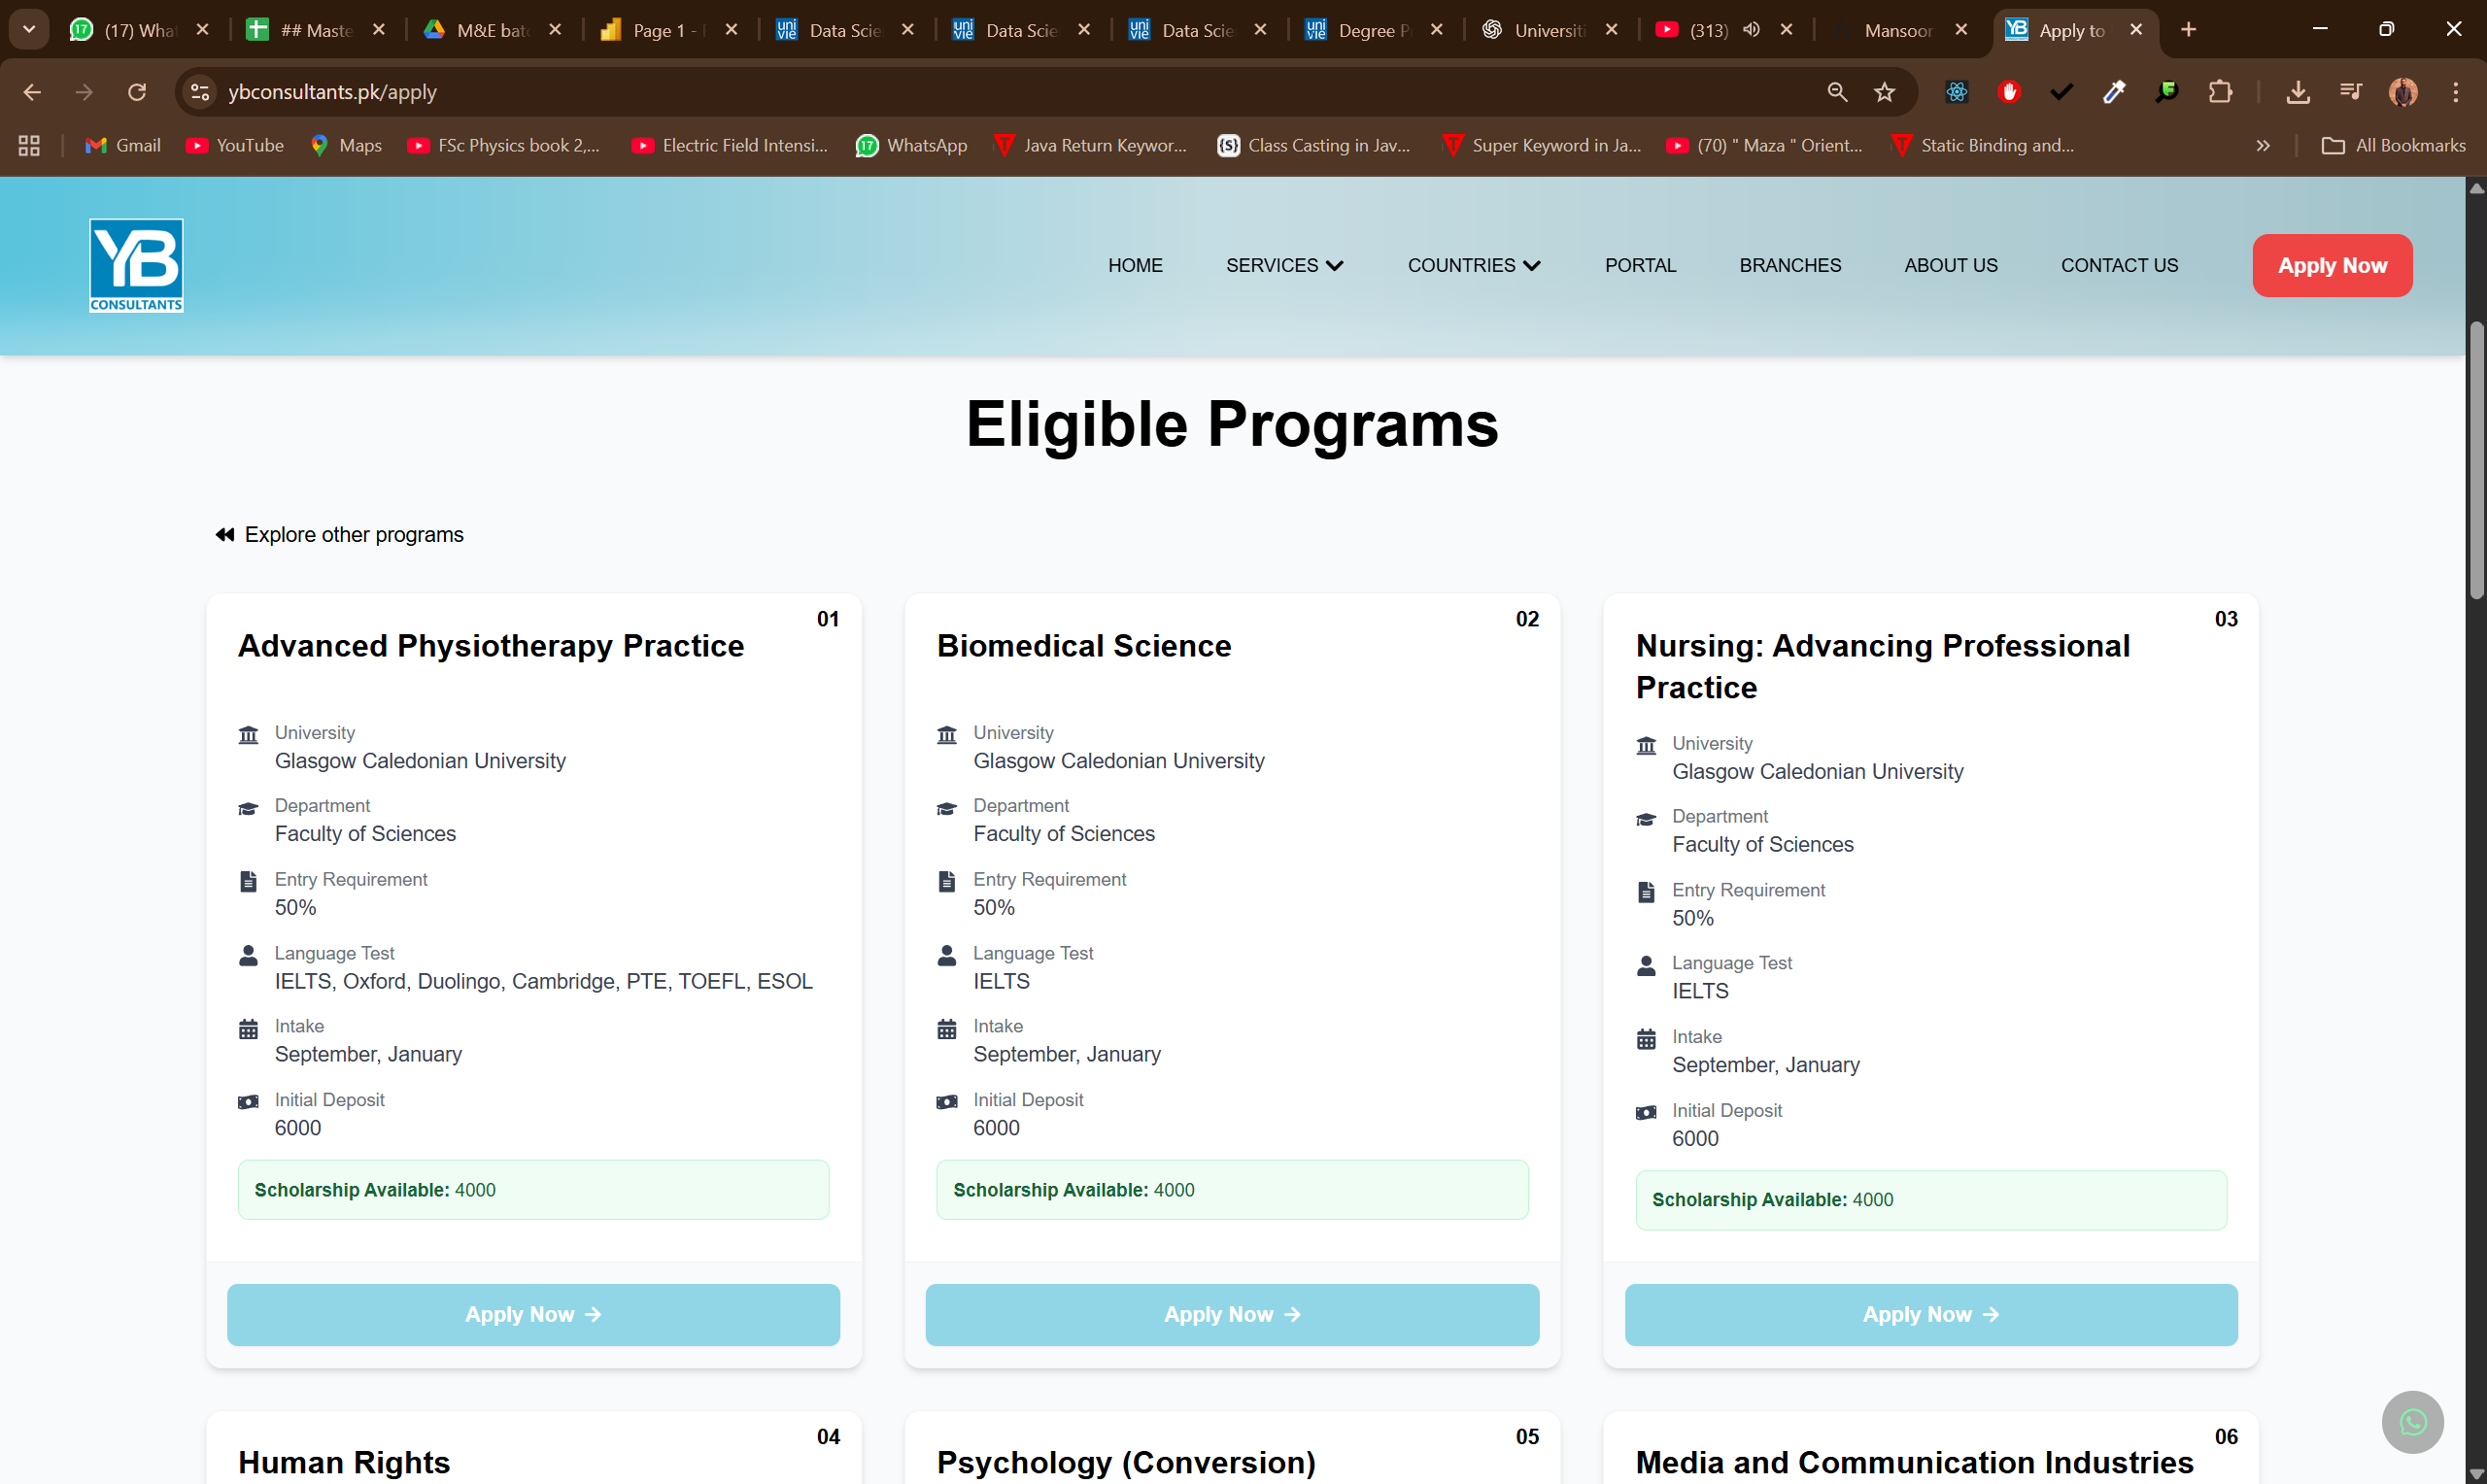 (17) What
## Maste
M&E bat
Page 1 -
Data Scie
Data Scie
Data Scie
Degree P
Universiti
(313)
Mansoor
Apply to
ybconsultants.pk/apply
Gmail
YouTube
Maps
FSc Physics book 2,...
Electric Field Intensi...
17
WhatsApp
Java Return Keywor...
{S}
Class Casting in Jav...
Super Keyword in Ja...
(70) " Maza " Orient...
Static Binding and...
All Bookmarks
YB
CONSULTANTS
HOME
SERVICES
COUNTRIES
PORTAL
BRANCHES
ABOUT US
CONTACT US
Apply Now
Eligible Programs
Explore other programs
01
Advanced Physiotherapy Practice
University
Glasgow Caledonian University
Department
Faculty of Sciences
Entry Requirement
50%
Language Test
IELTS, Oxford, Duolingo, Cambridge, PTE, TOEFL, ESOL
Intake
September, January
Initial Deposit
6000
Scholarship Available: 4000
Apply Now
02
Biomedical Science
University
Glasgow Caledonian University
Department
Faculty of Sciences
Entry Requirement
50%
Language Test
IELTS
Intake
September, January
Initial Deposit
6000
Scholarship Available: 4000
Apply Now
03
Nursing: Advancing Professional
Practice
University
Glasgow Caledonian University
Department
Faculty of Sciences
Entry Requirement
50%
Language Test
IELTS
Intake
September, January
Initial Deposit
6000
Scholarship Available: 4000
Apply Now
04
Human Rights
05
Psychology (Conversion)
06
Media and Communication Industries